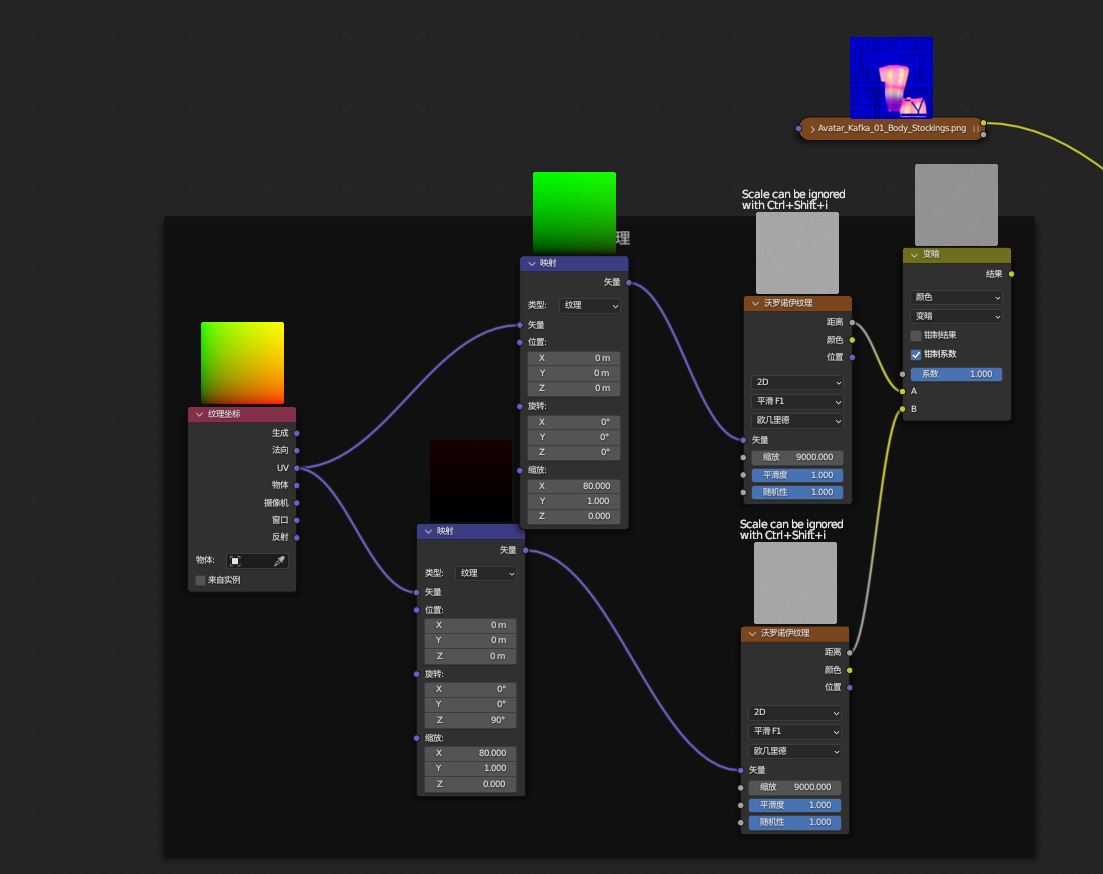 Avatar_Kafka_01_Body_Stockings.png
理
纹理坐标
生成
法向
UV
物体
摄像机
窗口
反射
物体:
来自实例
映射
矢量
类型: 纹理
矢量
位置:
X 0 m
Y 0 m
Z 0 m
旋转:
X 0°
Y 0°
Z 0°
缩放:
X 80.000
Y 1.000
Z 0.000
映射
矢量
类型: 纹理
矢量
位置:
X 0 m
Y 0 m
Z 0 m
旋转:
X 0°
Y 0°
Z 90°
缩放:
X 80.000
Y 1.000
Z 0.000
Scale can be ignored
with Ctrl+Shift+i
沃罗诺伊纹理
距离
颜色
位置
2D
平滑 F1
欧几里德
矢量
缩放 9000.000
平滑度 1.000
随机性 1.000
Scale can be ignored
with Ctrl+Shift+i
沃罗诺伊纹理
距离
颜色
位置
2D
平滑 F1
欧几里德
矢量
缩放 9000.000
平滑度 1.000
随机性 1.000
变暗
结果
颜色
变暗
钳制结果
钳制系数
系数 1.000
A
B